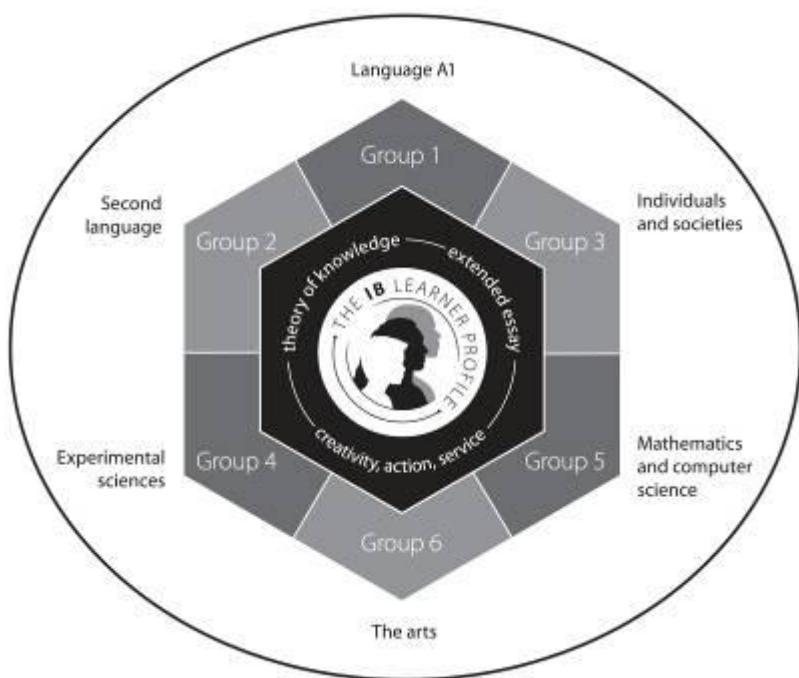 Language A1
Group 1
Second
language
Group 2
Individuals
and societies
Group 3
theory of knowledge
extended essay
THE IB LEARNER PROFILE
creativity, action, service
Experimental
sciences
Group 4
Mathematics
and computer
science
Group 5
Group 6
The arts